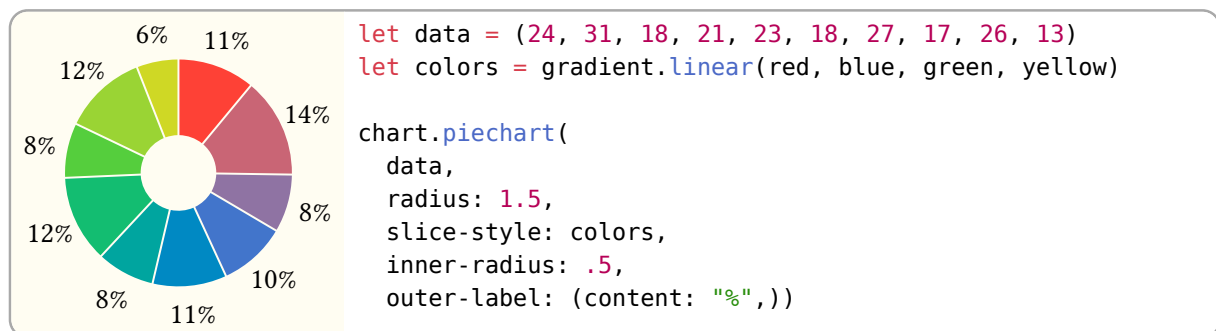 6%
11%
12%
14%
8%
8%
12%
10%
8%
11%
let data = (24, 31, 18, 21, 23, 18, 27, 17, 26, 13)
let colors = gradient.linear(red, blue, green, yellow)
chart.piechart(
  data,
  radius: 1.5,
  slice-style: colors,
  inner-radius: .5,
  outer-label: (content: "%",))